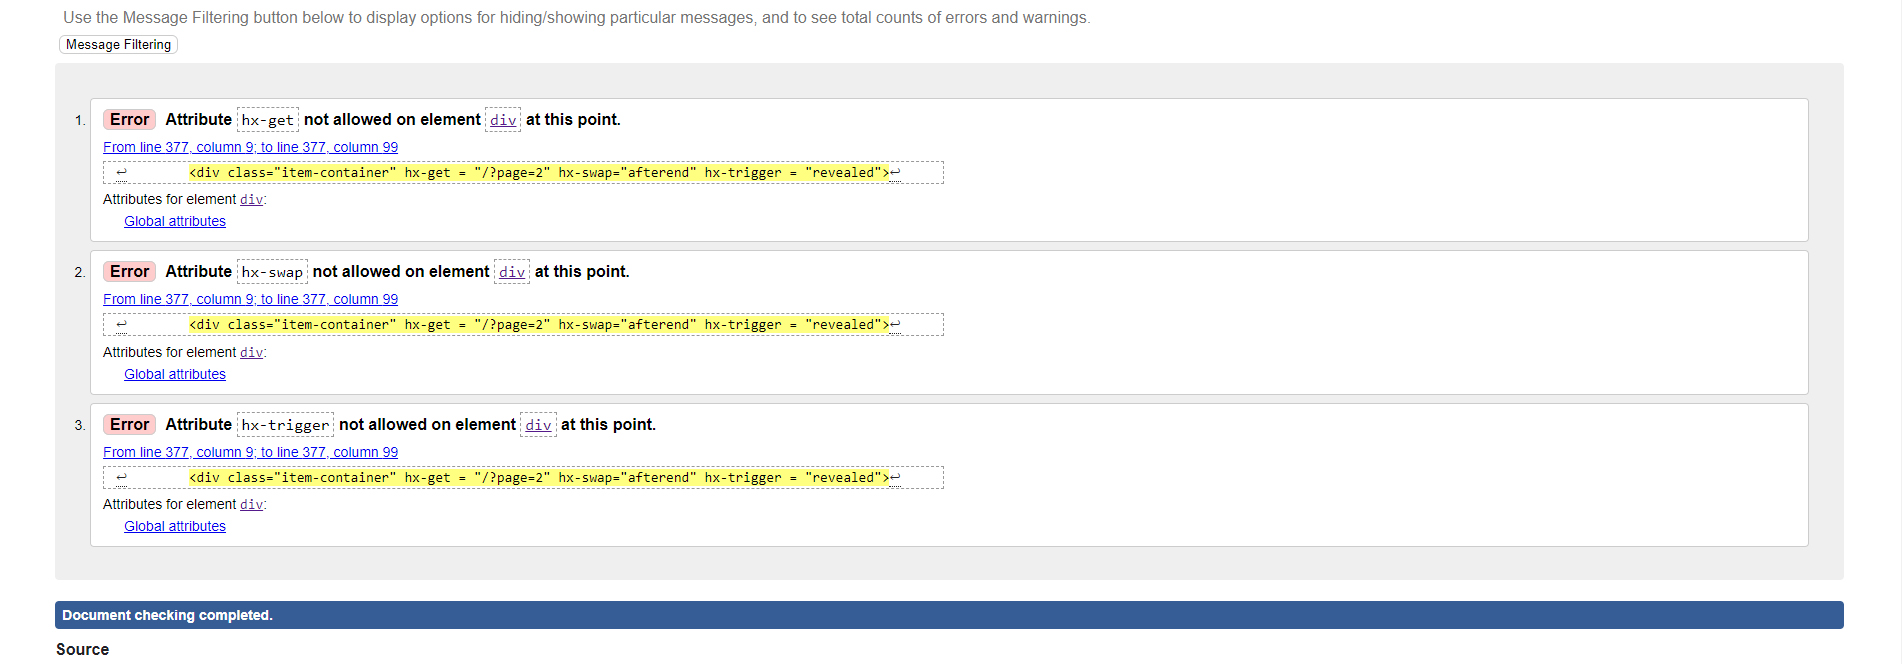 Use the Message Filtering button below to display options for hiding/showing particular messages, and to see total counts of errors and warnings.
Message Filtering
1. Error Attribute hx-get not allowed on element div at this point.
From line 377, column 9; to line 377, column 99
↩ <div class="item-container" hx-get = "/?page=2" hx-swap="afterend" hx-trigger = "revealed">↩
Attributes for element div:
Global attributes
2. Error Attribute hx-swap not allowed on element div at this point.
From line 377, column 9; to line 377, column 99
↩ <div class="item-container" hx-get = "/?page=2" hx-swap="afterend" hx-trigger = "revealed">↩
Attributes for element div:
Global attributes
3. Error Attribute hx-trigger not allowed on element div at this point.
From line 377, column 9; to line 377, column 99
↩ <div class="item-container" hx-get = "/?page=2" hx-swap="afterend" hx-trigger = "revealed">↩
Attributes for element div:
Global attributes
Document checking completed.
Source